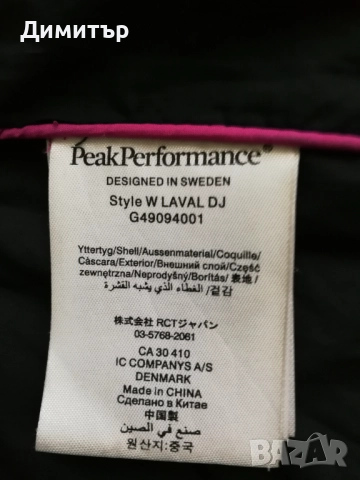 Димитър
PeakPerformance®
DESIGNED IN SWEDEN
Style W LAVAL DJ
G49094001
Yttertyg/Shell/Aussenmaterial/Coquille/
Cáscara/Exterior/Внешний слой/Część
zewnętrzna/Neprodyšný/Borítás/ 表地/
겉감/ الغطاء الذي يشبه القشرة
株式会社 RCTジャパン
03-5768-2061
CA 30 410
IC COMPANYS A/S
DENMARK
Made in CHINA
Сделано в Китае
中国製
صنع في الصين
원산지:중국
BAZAR